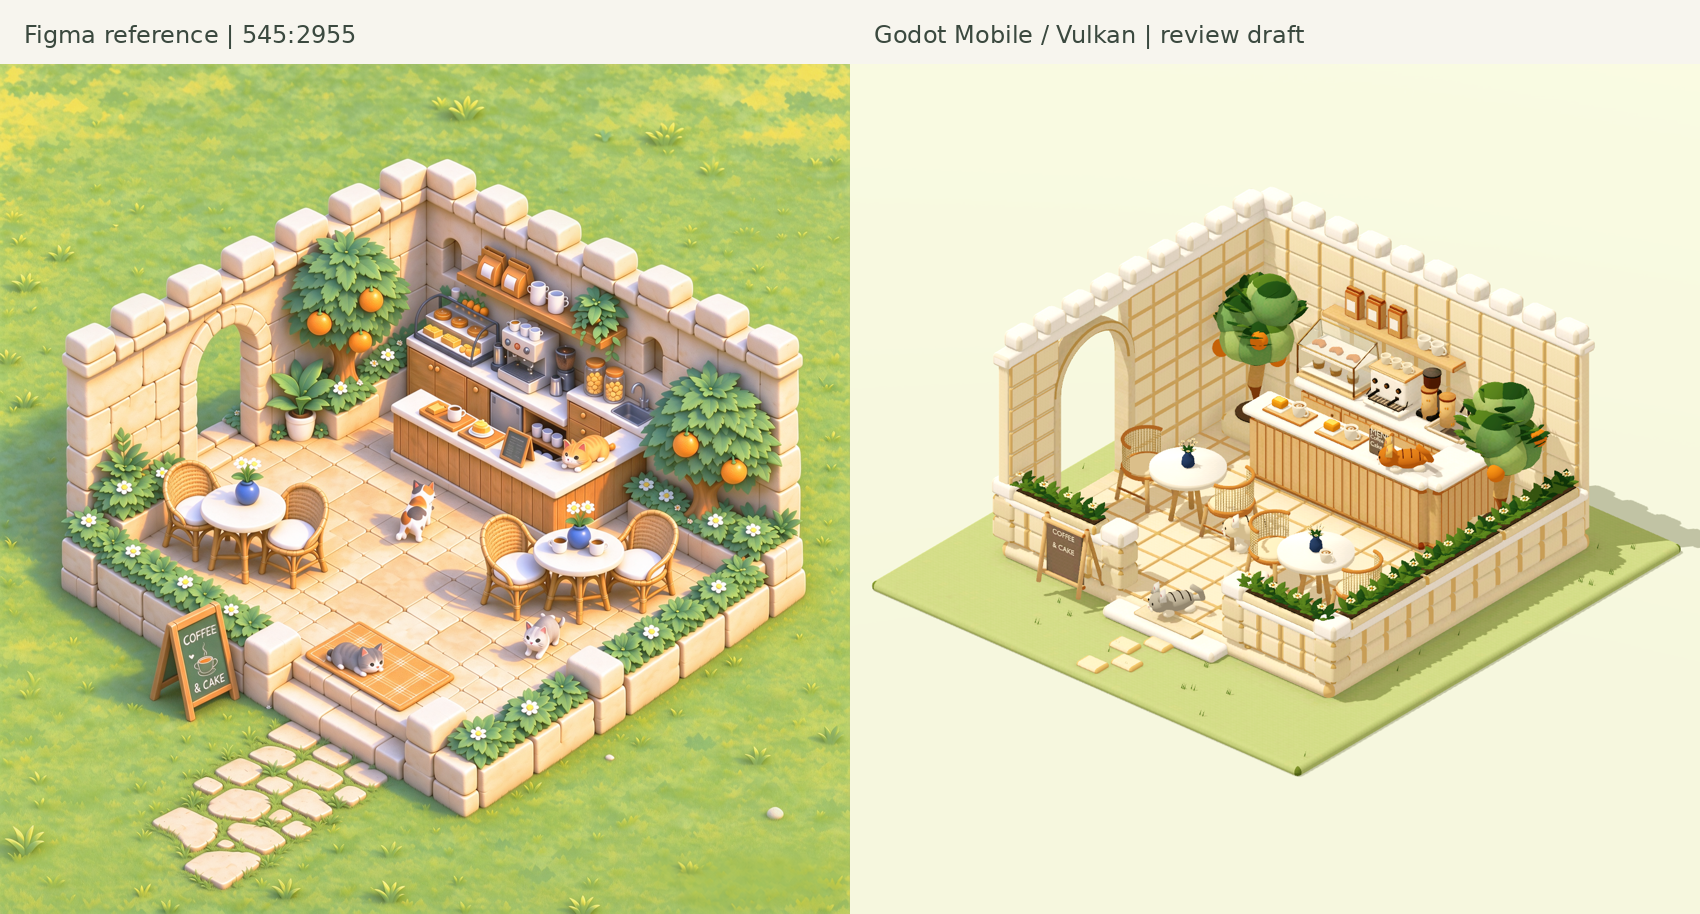 Figma reference | 545:2955
Godot Mobile / Vulkan | review draft
COFFEE
& CAKE
COFFEE
& CAKE